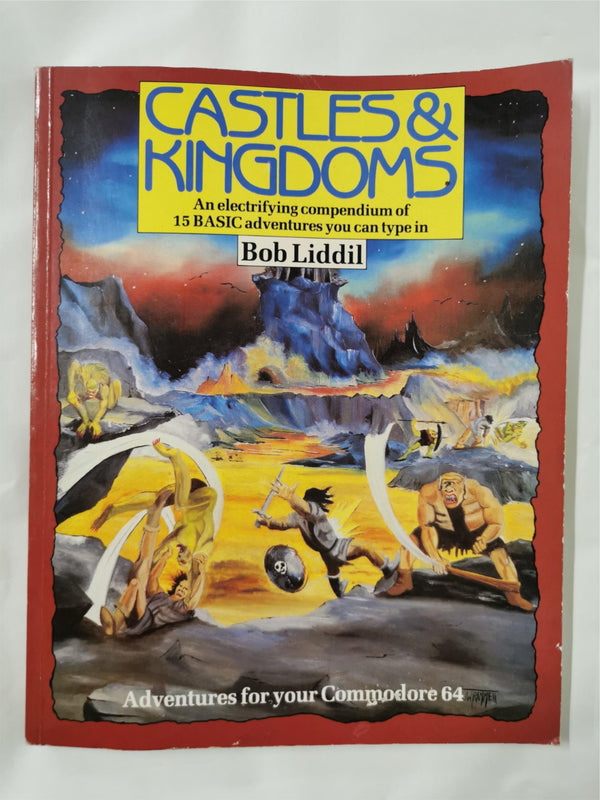 CASTLES &
KINGDOMS
An electrifying compendium of
15 BASIC adventures you can type in
Bob Liddil
Adventures for your Commodore 64